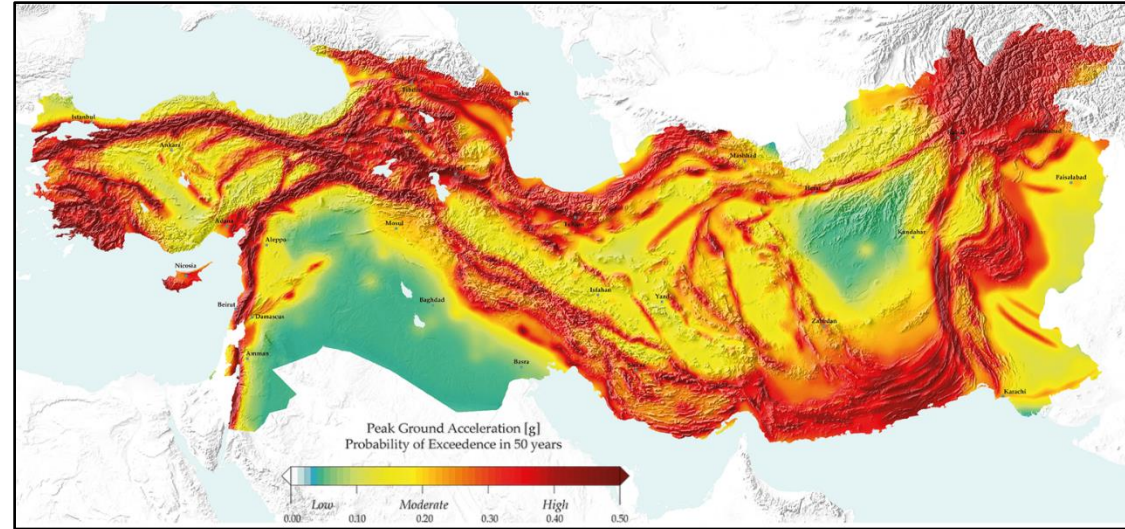 Baku
Istanbul
Ankara
Mashhad
Faisalabad
Adana
Aleppo
Mosul
Kandahar
Nicosia
Isfahan
Yazd
Beirut
Baghdad
Damascus
Zahedan
Amman
Basra
Karachi
Peak Ground Acceleration [g]
Probability of Exceedence in 50 years
Low Moderate High
0.00 0.10 0.20 0.30 0.40 0.50